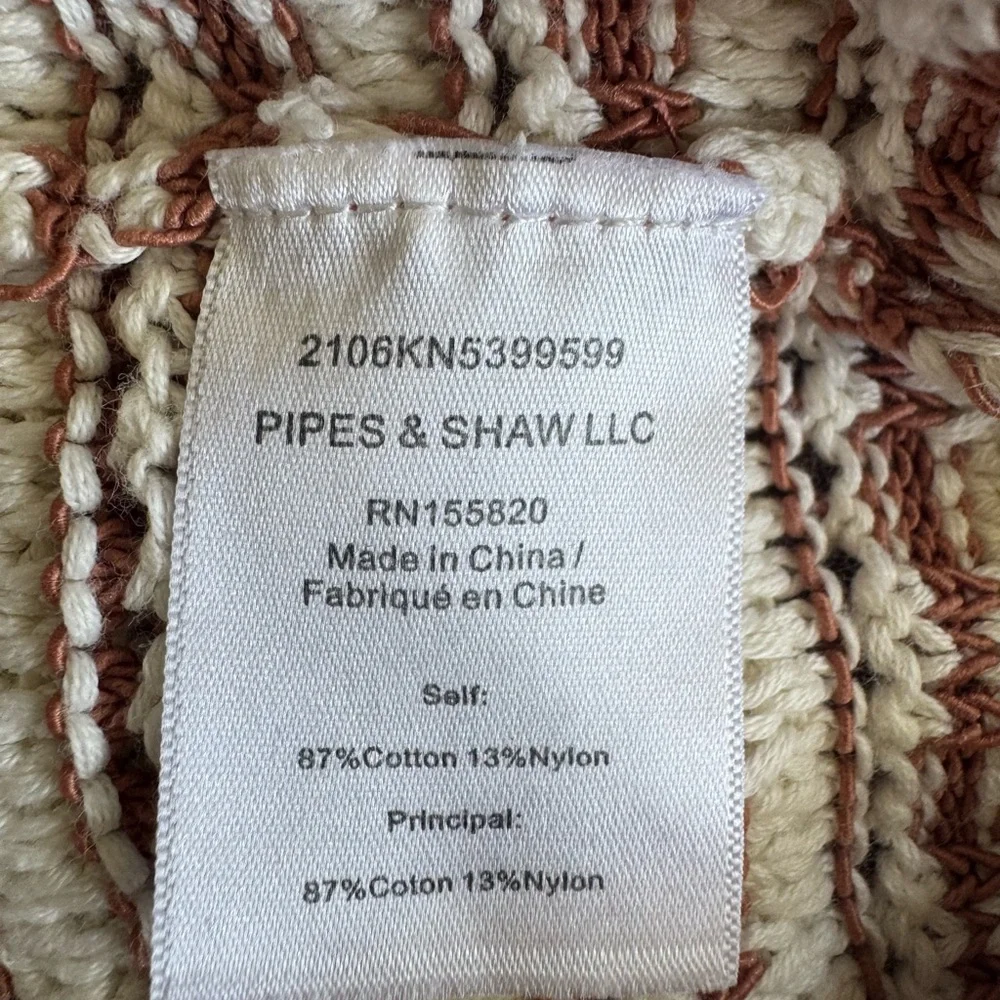 2106KN5399599
PIPES & SHAW LLC
RN155820
Made in China /
Fabriqué en Chine
Self:
87%Cotton 13%Nylon
Principal:
87%Coton 13%Nylon